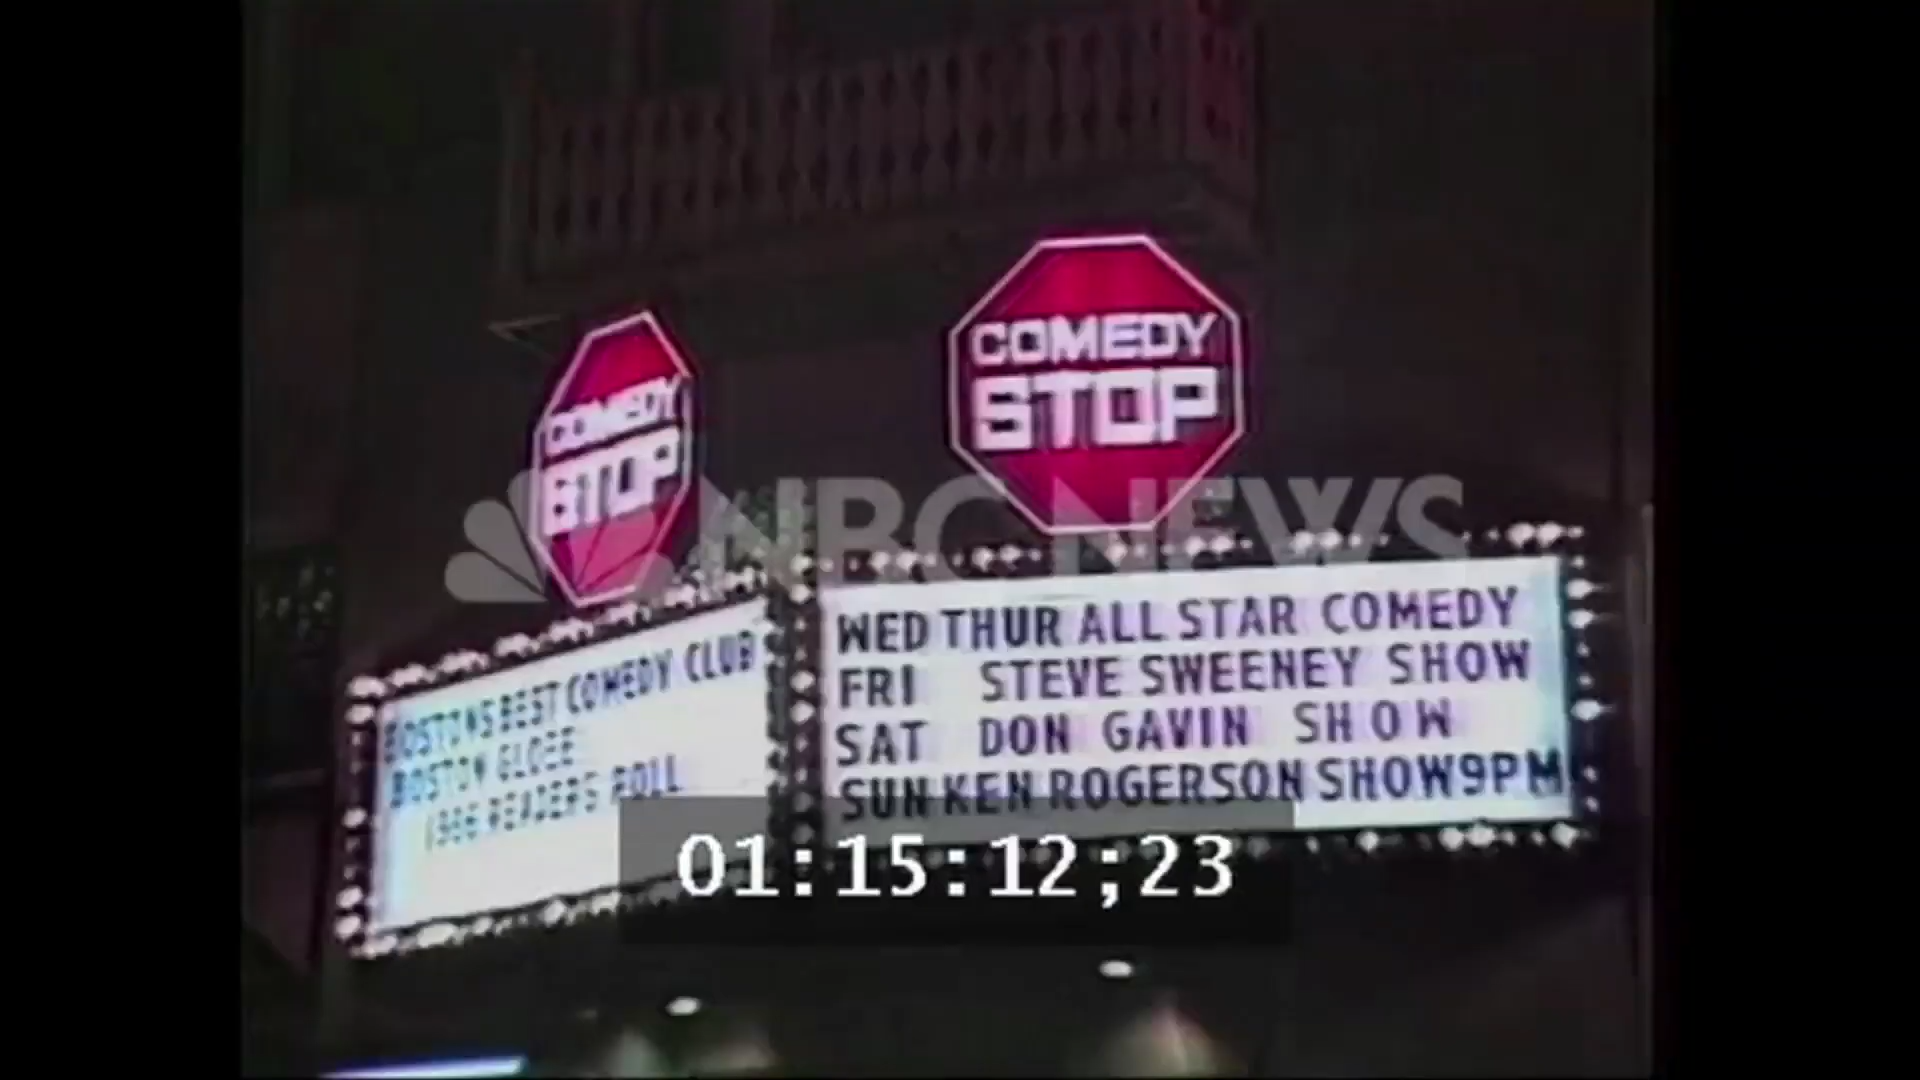 COMEDY
STOP
COMEDY
STOP
NBC NEWS
BOSTONS BEST COMEDY CLUB
BOSTON GLOBE
1986 READERS POLL
WED THUR ALL STAR COMEDY
FRI STEVE SWEENEY SHOW
SAT DON GAVIN SHOW
SUN KEN ROGERSON SHOW 9PM
01:15:12;23